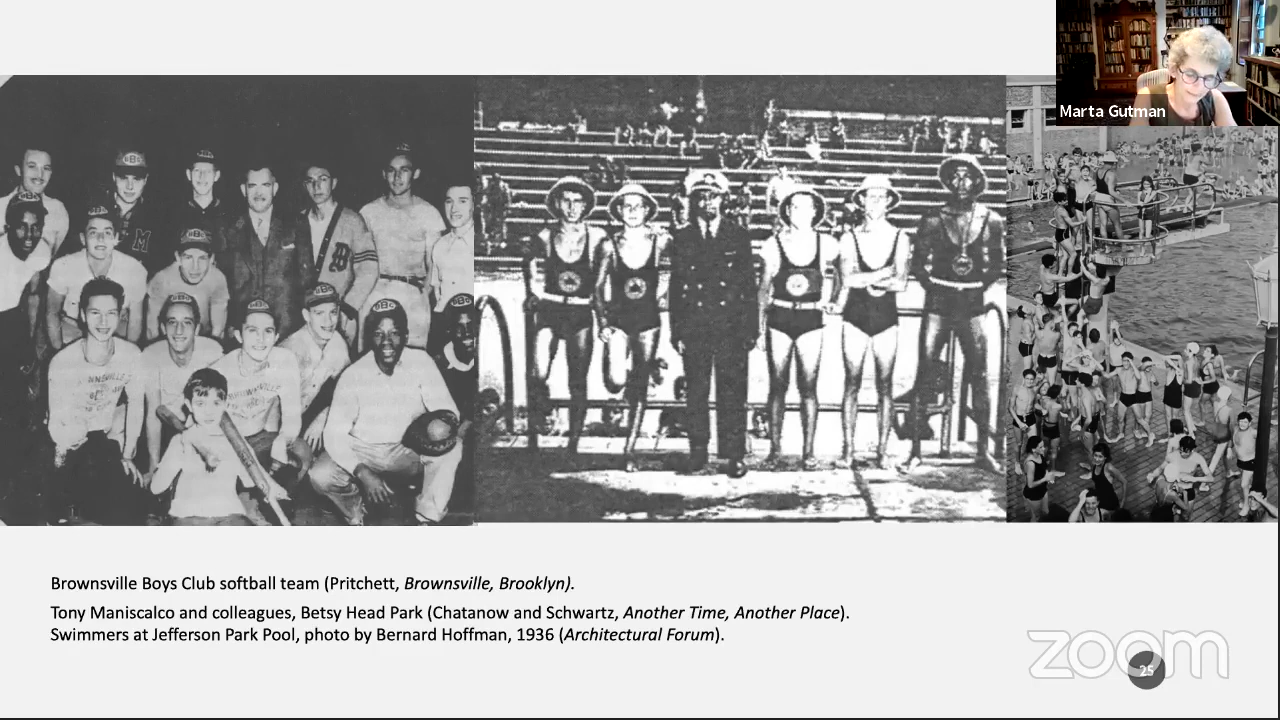 Marta Gutman
BBC
M
B
BROWNSVILLE
Brownsville Boys Club softball team (Pritchett, Brownsville, Brooklyn).
Tony Maniscalco and colleagues, Betsy Head Park (Chatanow and Schwartz, Another Time, Another Place).
Swimmers at Jefferson Park Pool, photo by Bernard Hoffman, 1936 (Architectural Forum).
zoom
25